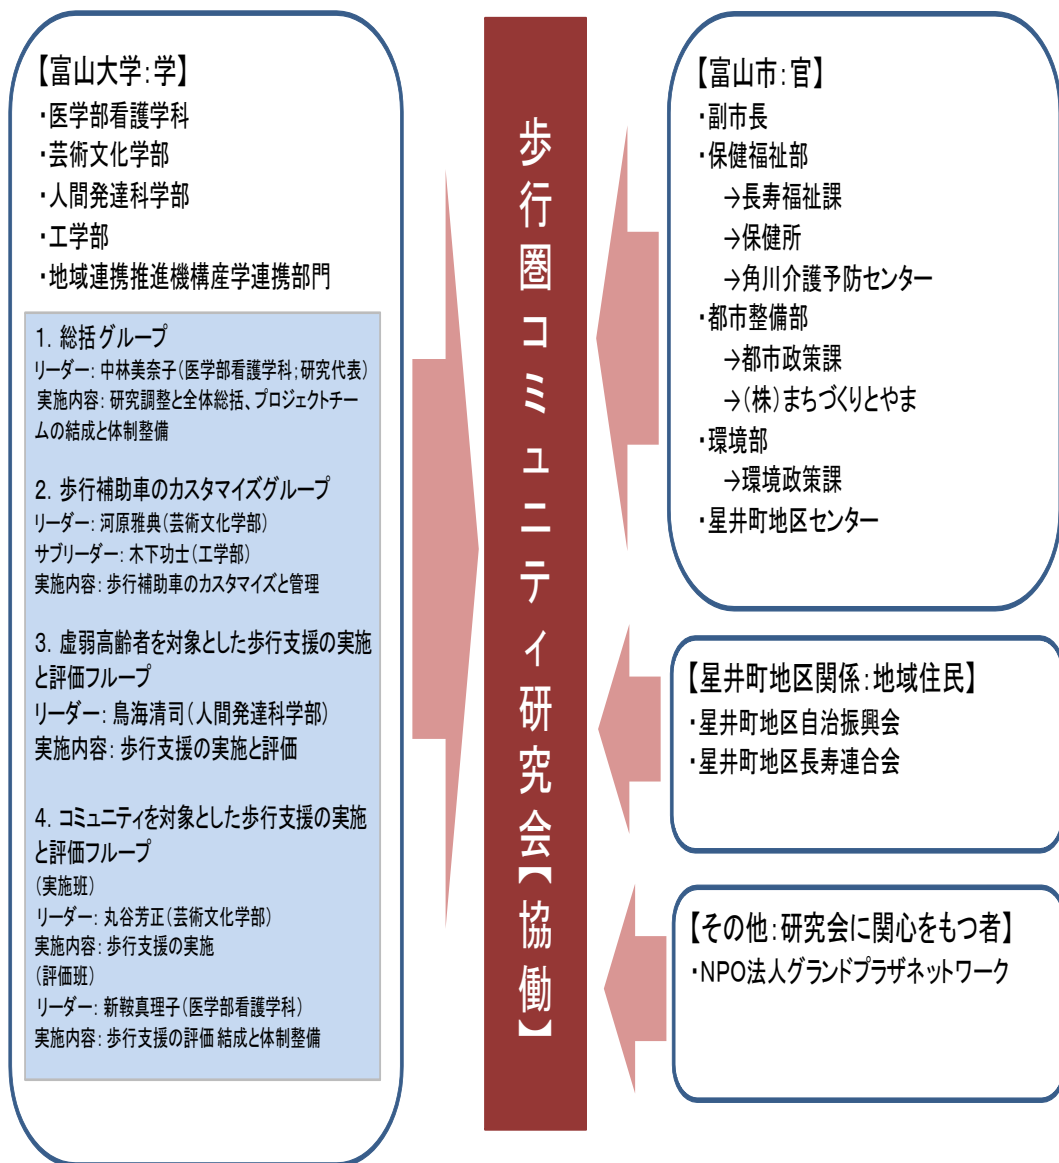 【富山大学:学】
・医学部看護学科
・芸術文化学部
・人間発達科学部
・工学部
・地域連携推進機構産学連携部門
1. 総括グループ
リーダー: 中林美奈子(医学部看護学科;研究代表)
実施内容: 研究調整と全体総括、プロジェクトチー
ムの結成と体制整備
2. 歩行補助車のカスタマイズグループ
リーダー: 河原雅典(芸術文化学部)
サブリーダー: 木下功士(工学部)
実施内容: 歩行補助車のカスタマイズと管理
3. 虚弱高齢者を対象とした歩行支援の実施
と評価フループ
リーダー: 鳥海清司(人間発達科学部)
実施内容: 歩行支援の実施と評価
4. コミュニティを対象とした歩行支援の実施
と評価フループ
(実施班)
リーダー: 丸谷芳正(芸術文化学部)
実施内容: 歩行支援の実施
(評価班)
リーダー: 新鞍真理子(医学部看護学科)
実施内容: 歩行支援の評価 結成と体制整備
歩行圏コミュニティ研究会【協働】
【富山市:官】
・副市長
・保健福祉部
→長寿福祉課
→保健所
→角川介護予防センター
・都市整備部
→都市政策課
→(株)まちづくりとやま
・環境部
→環境政策課
・星井町地区センター
【星井町地区関係:地域住民】
・星井町地区自治振興会
・星井町地区長寿連合会
【その他:研究会に関心をもつ者】
・NPO法人グランドプラザネットワーク